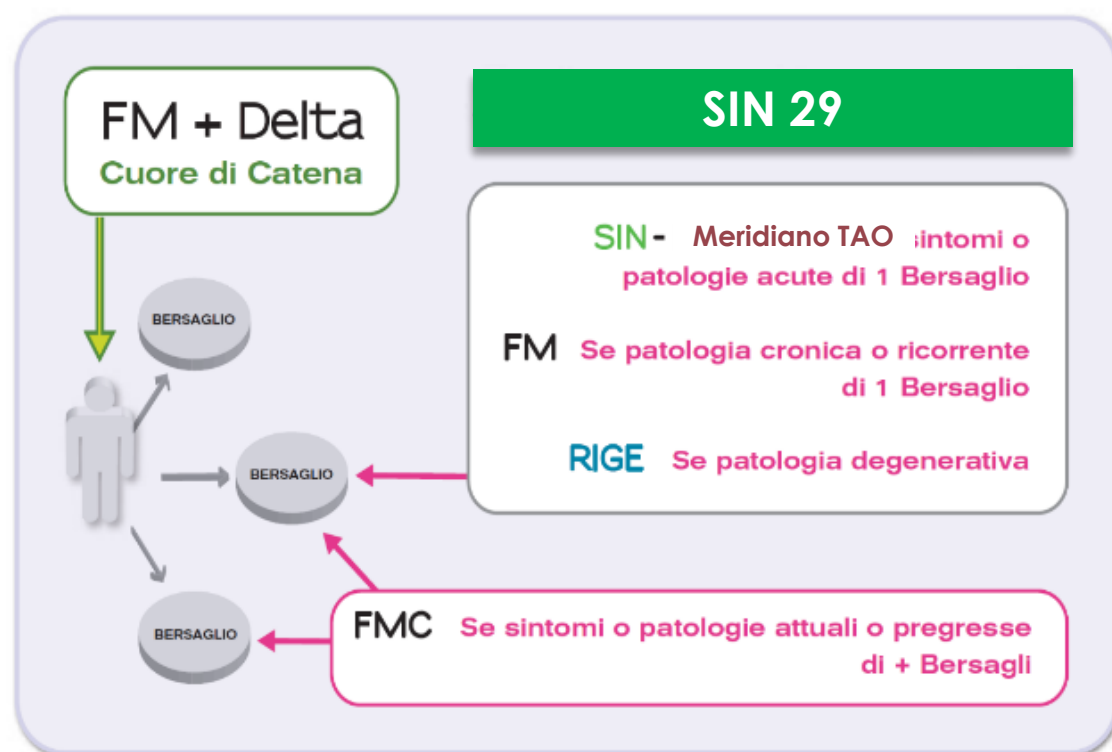 FM + Delta
Cuore di Catena
SIN 29
SIN - Meridiano TAO sintomi o
patologie acute di 1 Bersaglio
FM Se patologia cronica o ricorrente
di 1 Bersaglio
RIGE Se patologia degenerativa
BERSAGLIO
BERSAGLIO
BERSAGLIO
FMC Se sintomi o patologie attuali o pregresse
di + Bersagli